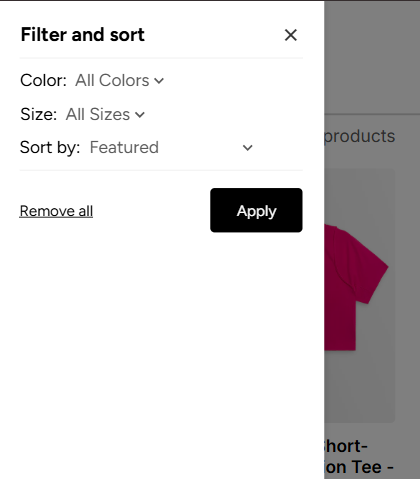 Filter and sort
Color: All Colors
Size: All Sizes
Sort by: Featured
Remove all
Apply
products
Short-
on Tee -